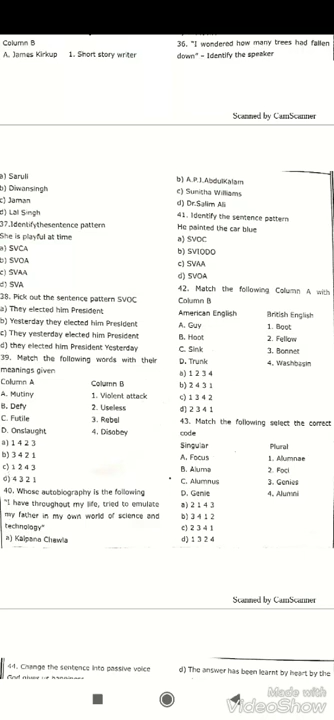 Column B
A. James Kirkup 1. Short story writer
36. "I wondered how many trees had fallen
down" – Identify the speaker
Scanned by CamScanner
a) Saruli
b) Diwansingh
c) Jaman
d) Lal Singh
37.Identifythesentence pattern
She is playful at time
a) SVCA
b) SVOA
c) SVAA
d) SVA
38. Pick out the sentence pattern SVOC
a) They elected him President
b) Yesterday they elected him President
c) They yesterday elected him President
d) they elected him President Yesterday
39. Match the following words with their
meanings given
Column A Column B
A. Mutiny 1. Violent attack
B. Defy 2. Useless
C. Futile 3. Rebel
D. Onslaught 4. Disobey
a) 1 4 2 3
b) 3 4 2 1
c) 1 2 4 3
d) 4 3 2 1
40. Whose autobiography is the following
"I have throughout my life, tried to emulate
my father in my own world of science and
technology"
a) Kalpana Chawla
b) A.P.J.AbdulKalam
c) Sunitha Williams
d) Dr.Salim Ali
41. Identify the sentence pattern
He painted the car blue
a) SVOC
b) SVIODO
c) SVAA
d) SVOA
42. Match the following Column A with
Column B
American English British English
A. Guy 1. Boot
B. Hoot 2. Fellow
C. Sink 3. Bonnet
D. Trunk 4. Washbasin
a) 1 2 3 4
b) 2 4 3 1
c) 1 3 4 2
d) 2 3 4 1
43. Match the following select the correct
code
Singular Plural
A. Focus 1. Alumnae
B. Aluma 2. Foci
C. Alumnus 3. Genies
D. Genie 4. Alumni
a) 2 1 4 3
b) 3 4 1 2
c) 2 3 4 1
d) 1 3 2 4
Scanned by CamScanner
44. Change the sentence into passive voice
God gives us happiness
d) The answer has been learnt by heart by the
Made with
VideoShow